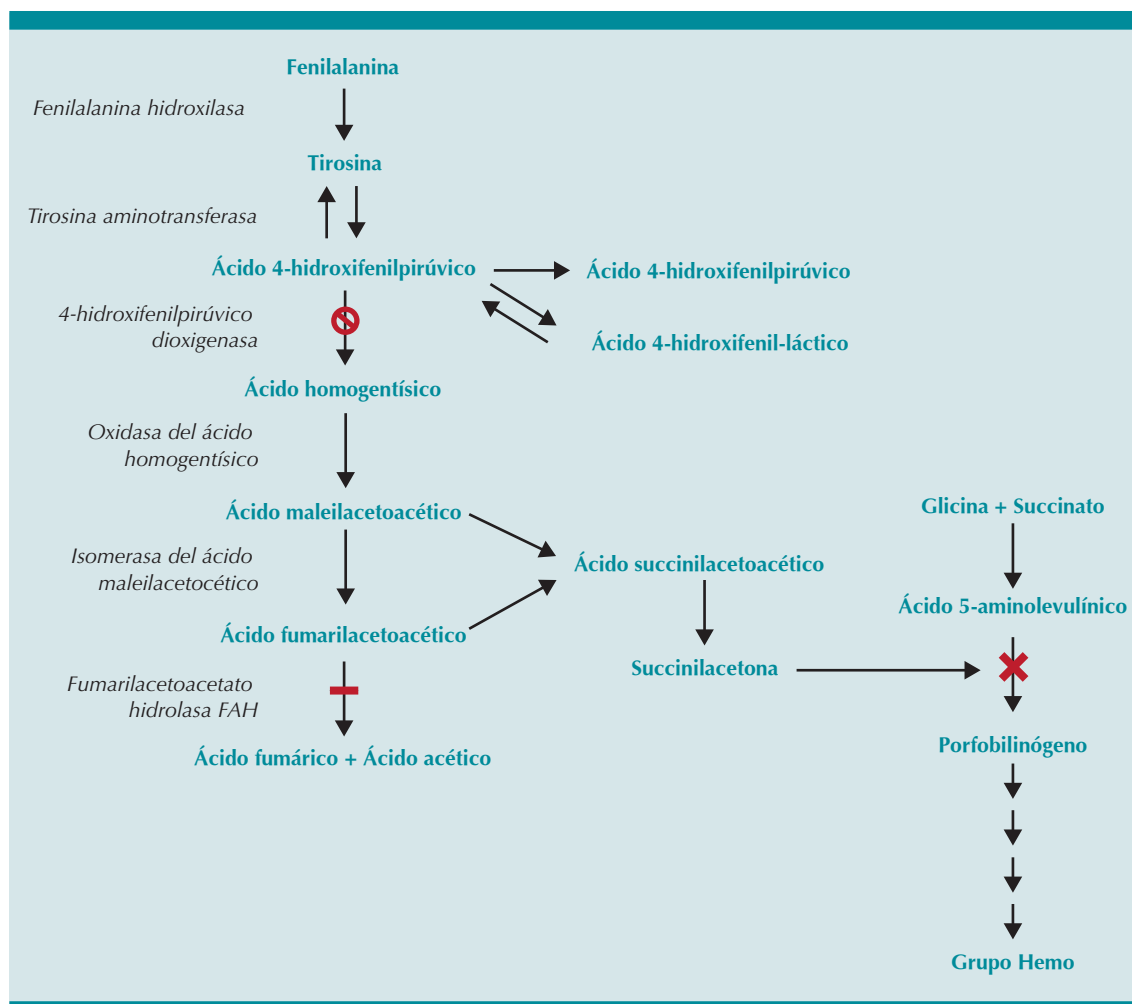 Fenilalanina
Fenilalanina hidroxilasa
Tirosina
Tirosina aminotransferasa
Ácido 4-hidroxifenilpirúvico
Ácido 4-hidroxifenilpirúvico
4-hidroxifenilpirúvico
dioxigenasa
Ácido 4-hidroxifenil-láctico
Ácido homogentísico
Oxidasa del ácido
homogentísico
Ácido maleilacetoacético
Glicina + Succinato
Isomerasa del ácido
maleilacetocético
Ácido succinilacetoacético
Ácido 5-aminolevulínico
Ácido fumarilacetoacético
Succinilacetona
Fumarilacetoacetato
hidrolasa FAH
Ácido fumárico + Ácido acético
Porfobilinógeno
Grupo Hemo